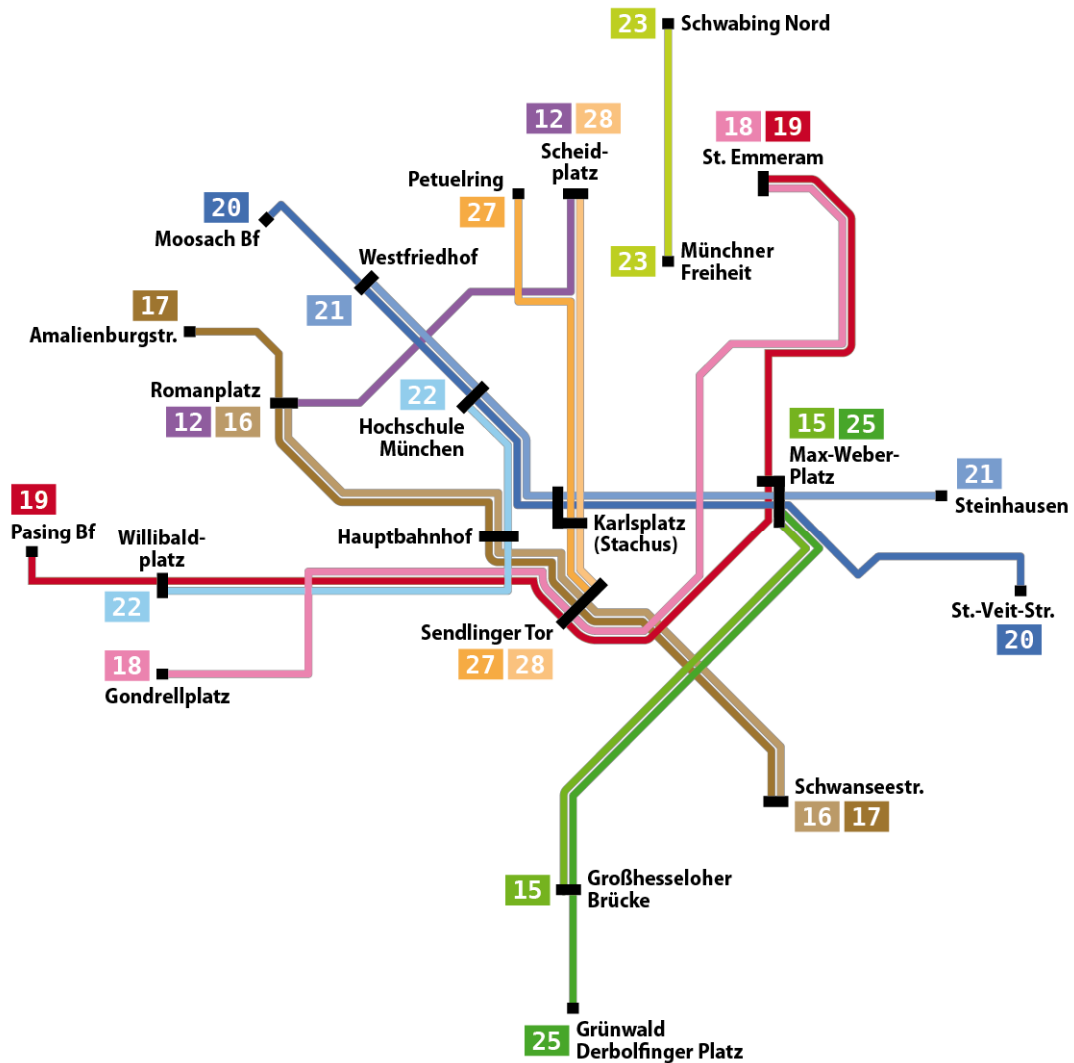 23 Schwabing Nord
12 28
Scheid-
platz
18 19
St. Emmeram
Petuelring
27
20
Moosach Bf
Westfriedhof
21
23 Münchner
Freiheit
17
Amalienburgstr.
Romanplatz
12 16
22
Hochschule
München
15 25
Max-Weber-
Platz
21
Steinhausen
19
Pasing Bf
Willibald-
platz
22
Hauptbahnhof
Karlsplatz
(Stachus)
St.-Veit-Str.
20
Sendlinger Tor
27 28
18
Gondrellplatz
Schwanseestr.
16 17
15 Großhesseloher
Brücke
25 Grünwald
Derbolfinger Platz